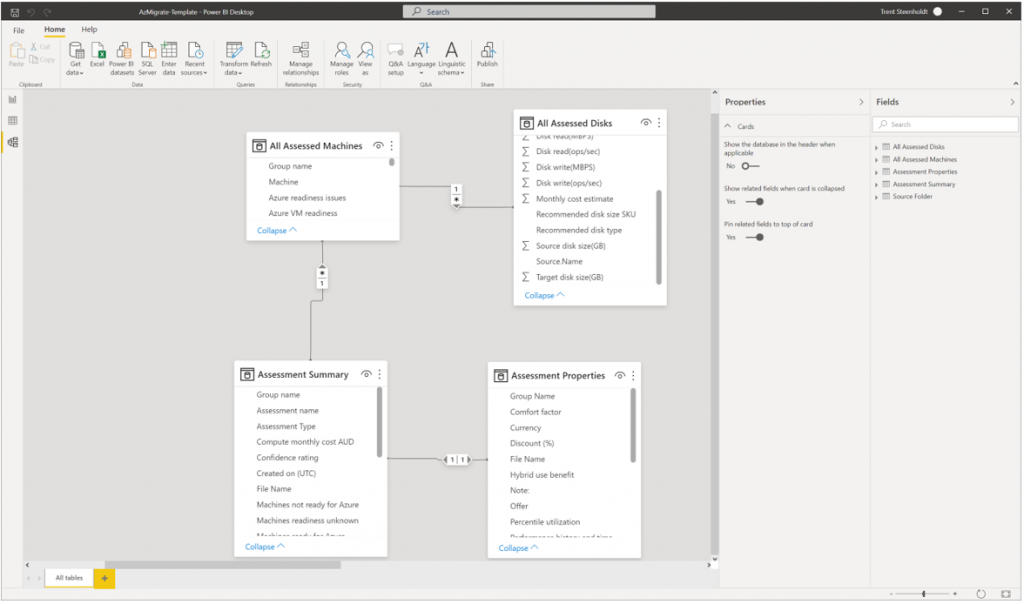 AzMigrate-Template - Power BI Desktop
Search
Trent Steenholdt
File
Home
Help
Paste
Cut
Copy
Clipboard
Get data
Excel
Power BI datasets
SQL Server
Enter data
Recent sources
Data
Transform data
Refresh
Queries
Manage relationships
Relationships
Manage roles
View as
Security
Q&A setup
Language
Linguistic schema
Q&A
Publish
Share
All Assessed Machines
Group name
Machine
Azure readiness issues
Azure VM readiness
Collapse
1
*
All Assessed Disks
Disk read(MBPS)
Disk read(ops/sec)
Disk write(MBPS)
Disk write(ops/sec)
Monthly cost estimate
Recommended disk size SKU
Recommended disk type
Source disk size(GB)
Source.Name
Target disk size(GB)
Collapse
*
1
Assessment Summary
Group name
Assessment name
Assessment Type
Compute monthly cost AUD
Confidence rating
Created on (UTC)
File Name
Machines not ready for Azure
Machines readiness unknown
Machines ready for Azure
Collapse
1 1
Assessment Properties
Group Name
Comfort factor
Currency
Discount (%)
File Name
Hybrid use benefit
Note:
Offer
Percentile utilization
Performance history end time
Collapse
Properties
Cards
Show the database in the header when
applicable
No
Show related fields when card is collapsed
Yes
Pin related fields to top of card
Yes
Fields
Search
All Assessed Disks
All Assessed Machines
Assessment Properties
Assessment Summary
Source Folder
All tables